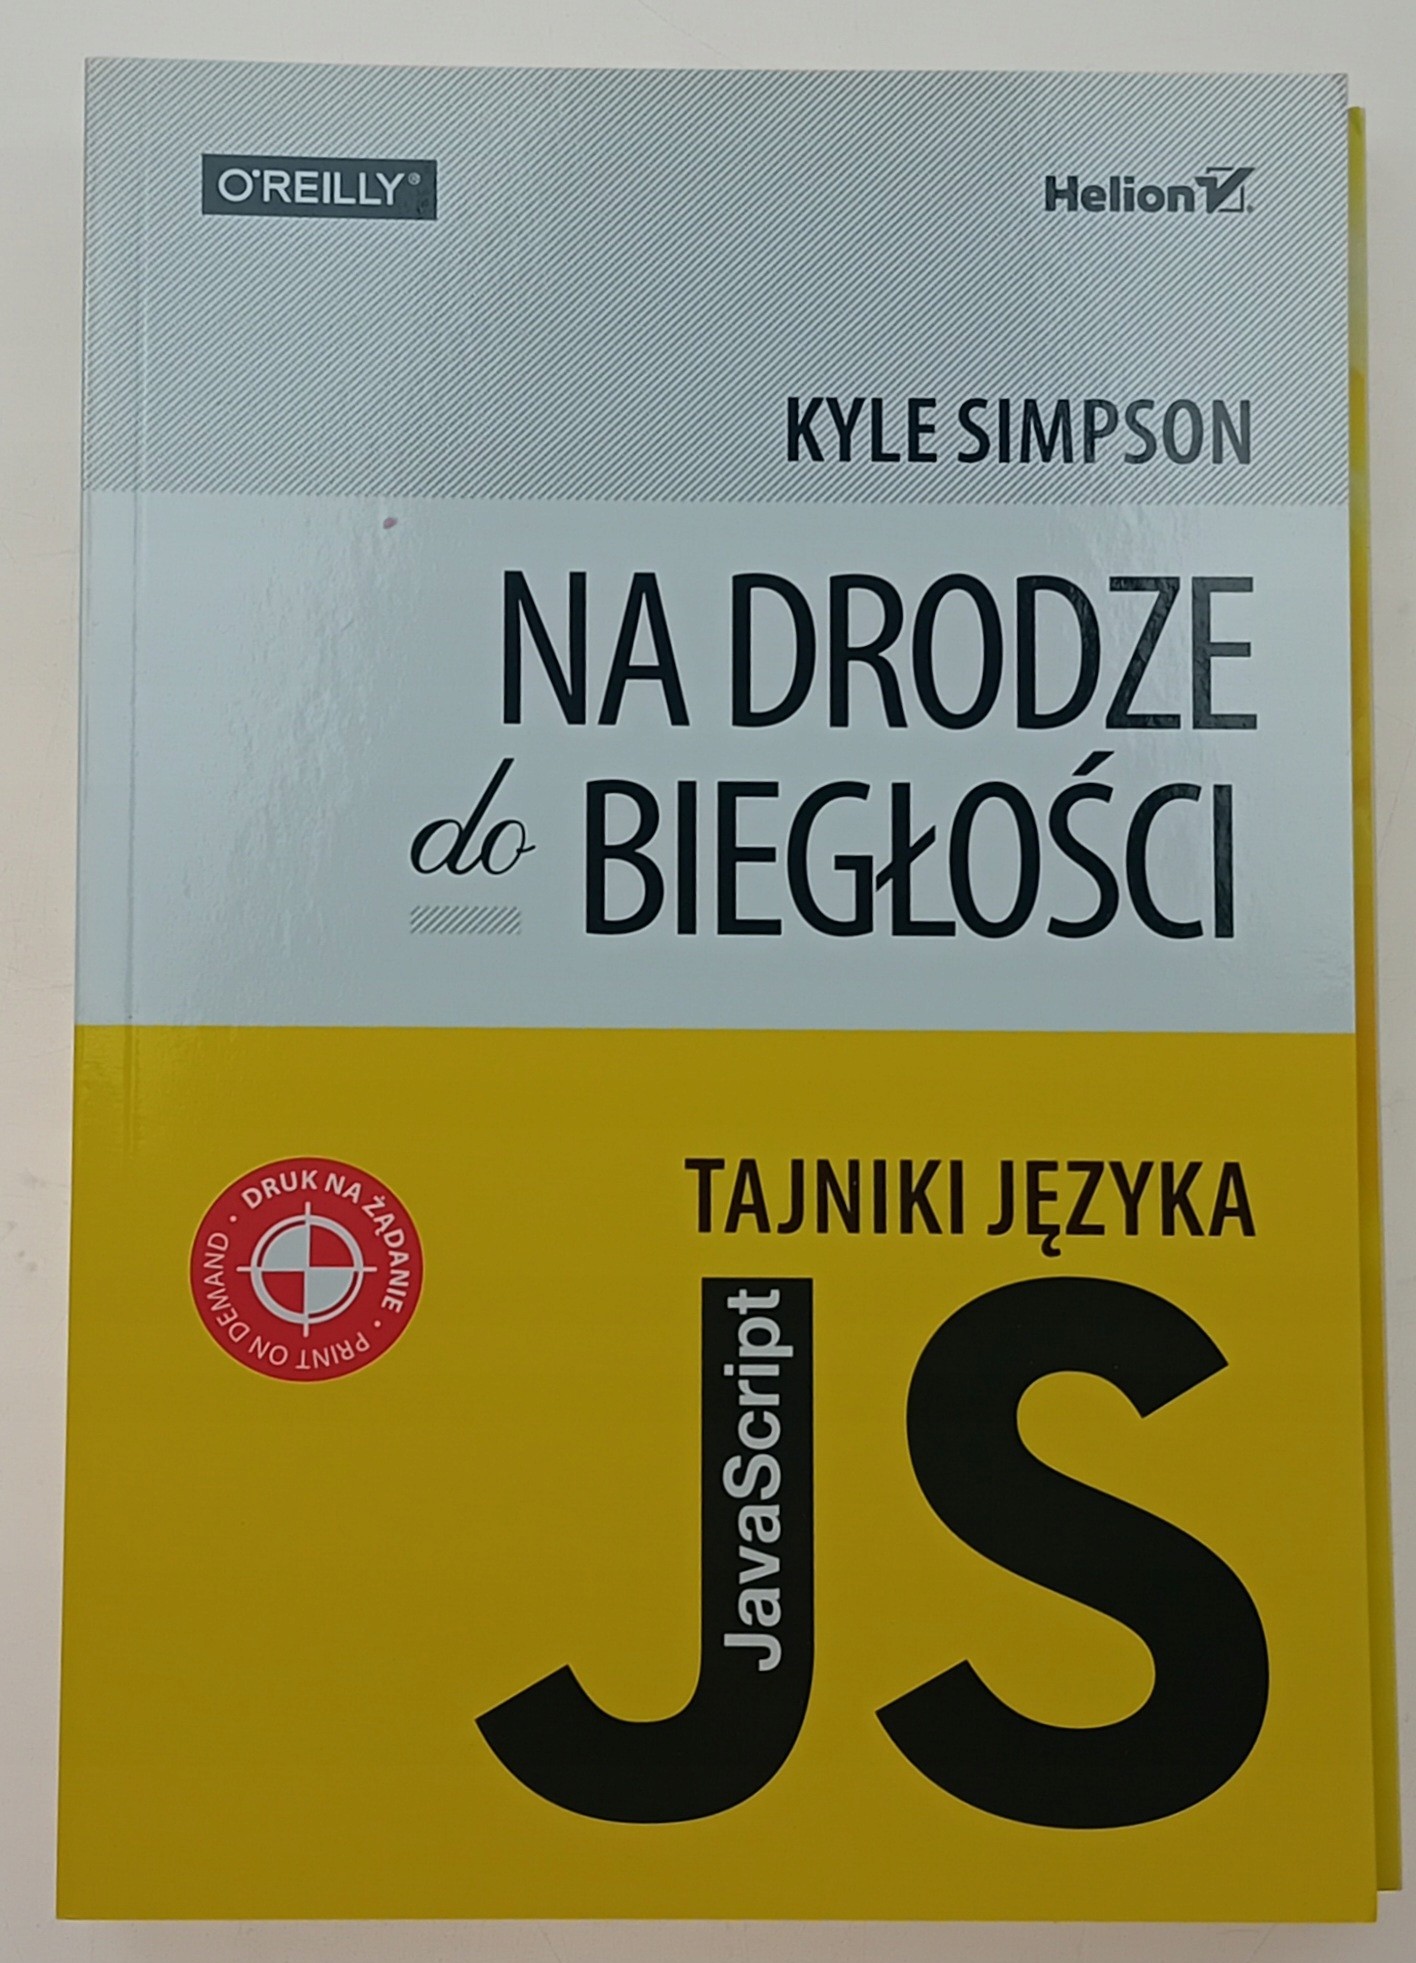 O'REILLY®
Helion®
KYLE SIMPSON
NA DRODZE
do BIEGŁOŚCI
DRUK NA ŻĄDANIE • PRINT ON DEMAND •
TAJNIKI JĘZYKA
JavaScript
JS